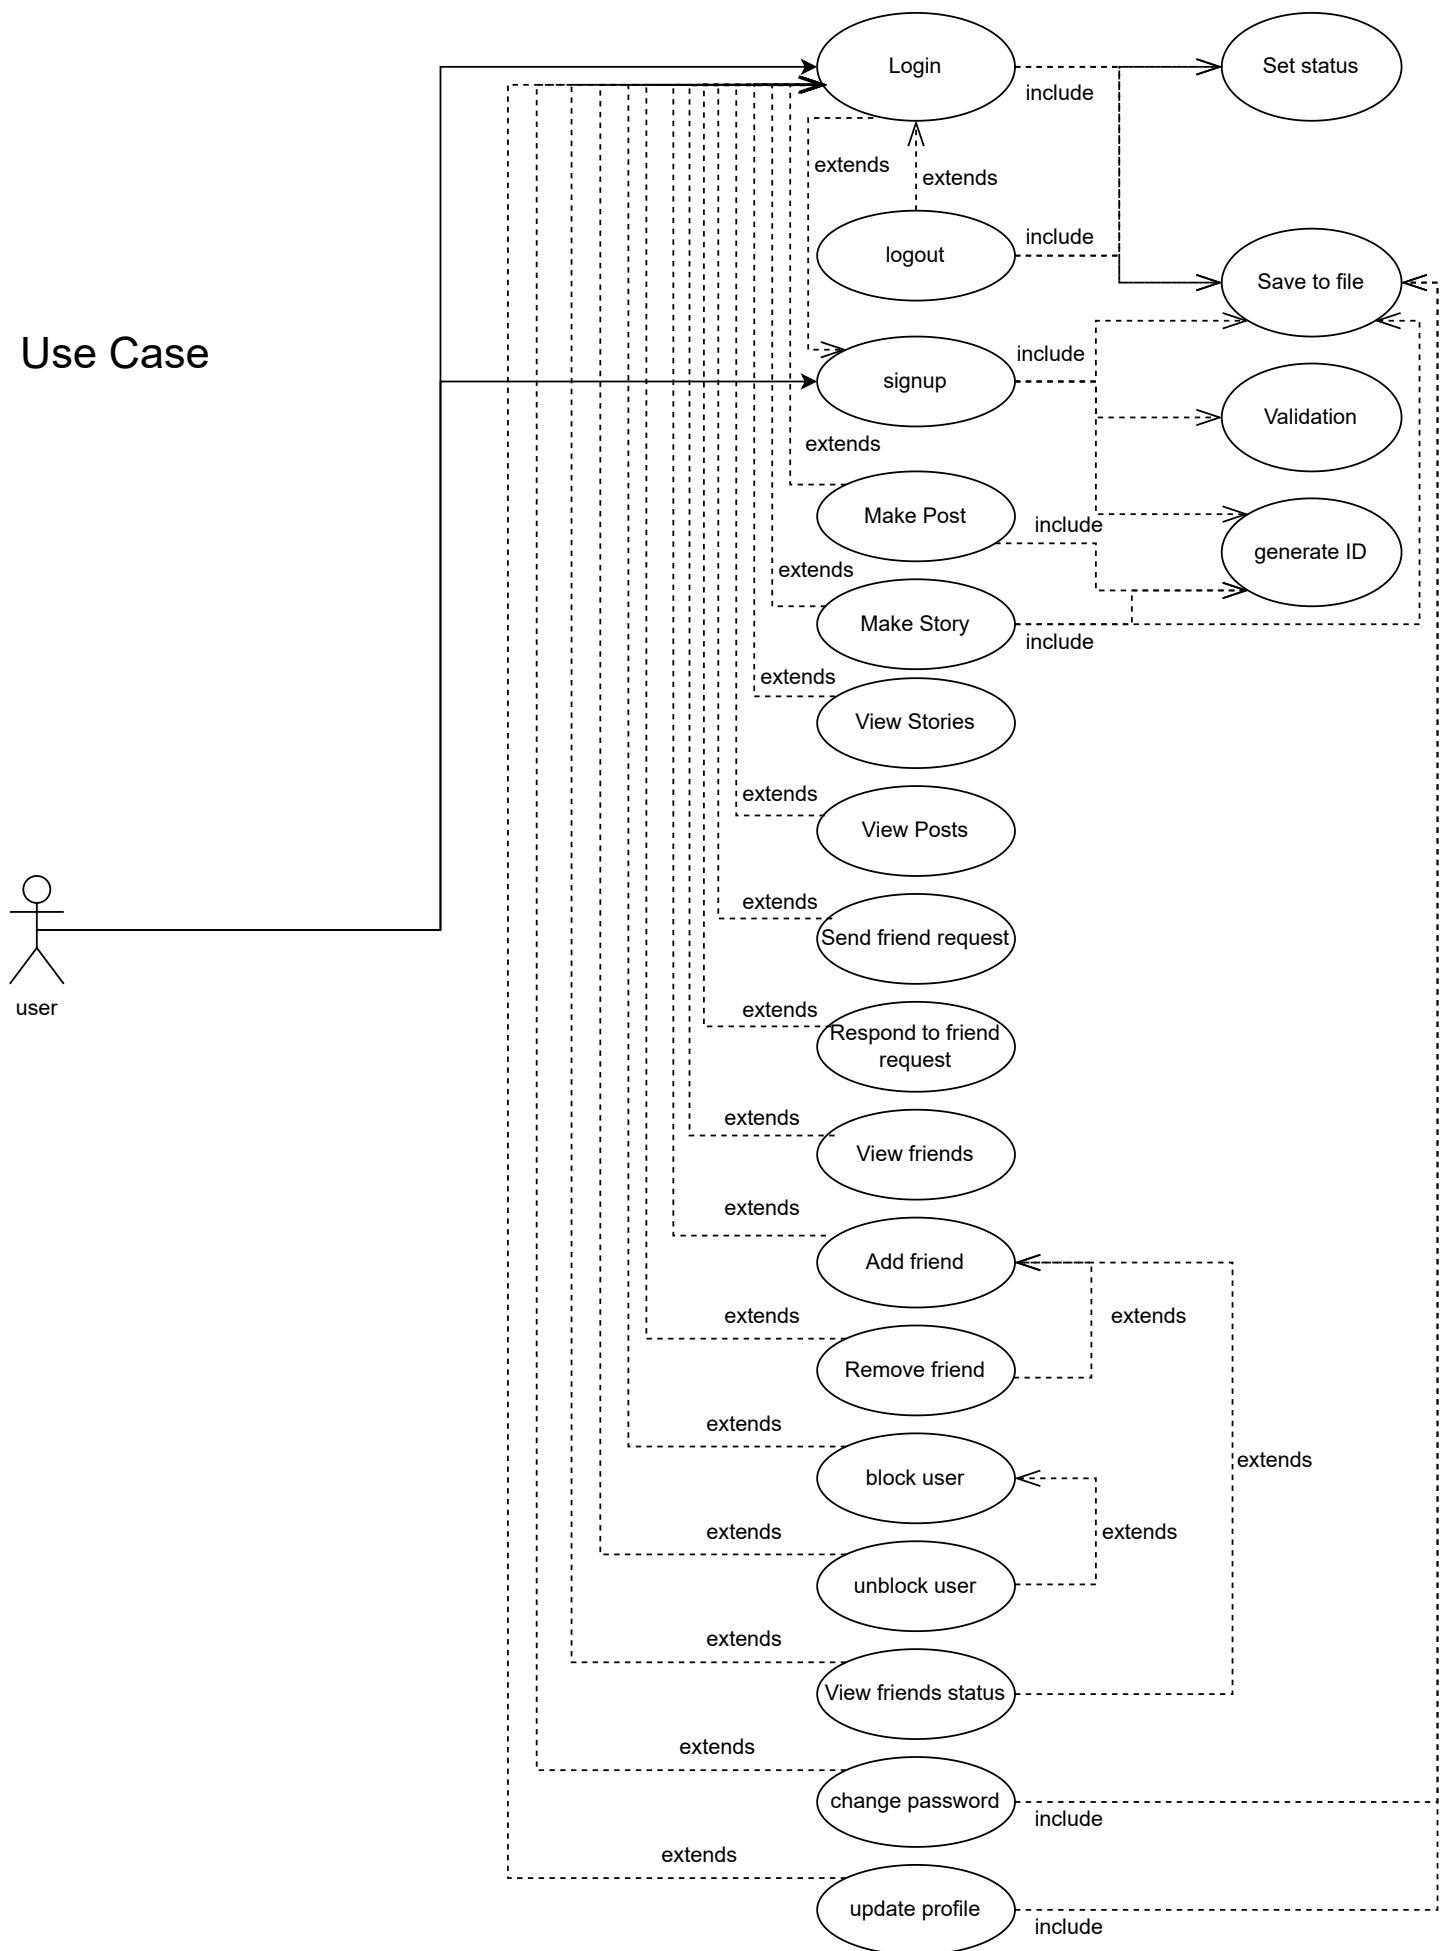 Login
Set status
include
extends
extends
logout
include
Save to file
Use Case
include
signup
Validation
extends
Make Post
include
generate ID
extends
Make Story
include
extends
View Stories
extends
View Posts
extends
Send friend request
user
extends
Respond to friend
request
extends
View friends
extends
Add friend
extends
extends
Remove friend
extends
extends
block user
extends
extends
unblock user
extends
View friends status
extends
change password
include
extends
update profile
include